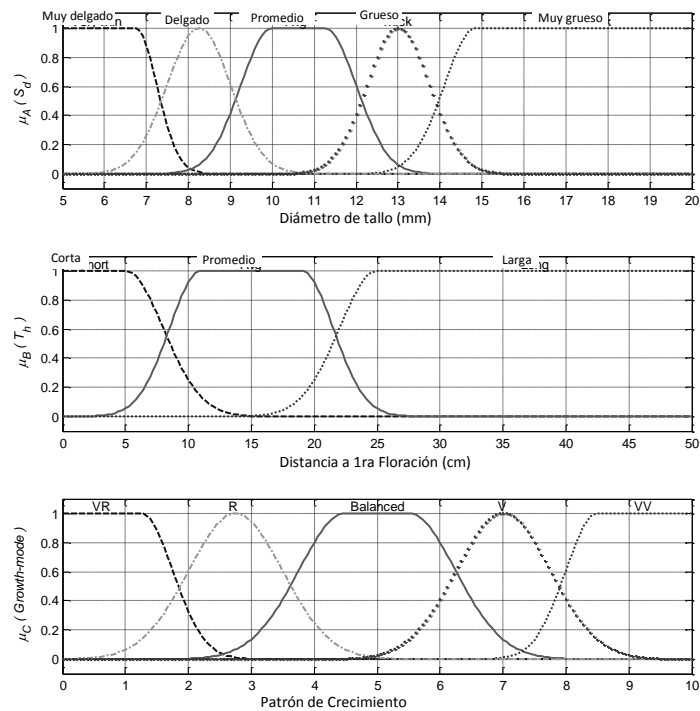 Muy delgado Delgado Promedio Grueso Muy grueso
1
0.8
0.6
0.4
0.2
0
μA ( Sd )
5 6 7 8 9 10 11 12 13 14 15 16 17 18 19 20
Diámetro de tallo (mm)
Corta Promedio Larga
1
0.8
0.6
0.4
0.2
0
μB ( Th )
0 5 10 15 20 25 30 35 40 45 50
Distancia a 1ra Floración (cm)
VR R Balanced V VV
1
0.8
0.6
0.4
0.2
0
μC ( Growth-mode )
0 1 2 3 4 5 6 7 8 9 10
Patrón de Crecimiento